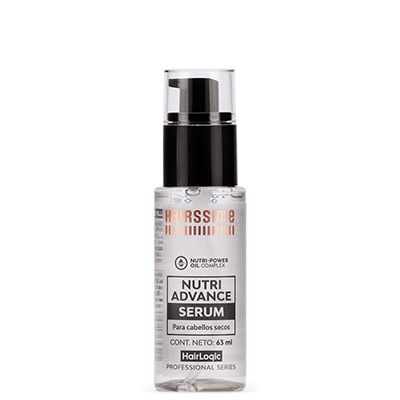 HAIRSSIME
NUTRI-POWER
OIL COMPLEX
NUTRI
ADVANCE
SERUM
Para cabellos secos
CONT. NETO: 63 ml
HairLogic
PROFESSIONAL SERIES